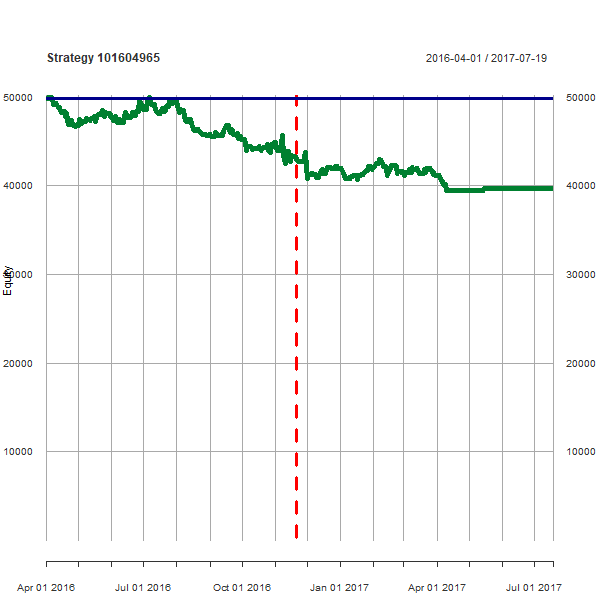 Strategy 101604965
2016-04-01 / 2017-07-19
50000
50000
40000
40000
30000
30000
Equity
20000
20000
10000
10000
Apr 01 2016
Jul 01 2016
Oct 01 2016
Jan 01 2017
Apr 01 2017
Jul 01 2017